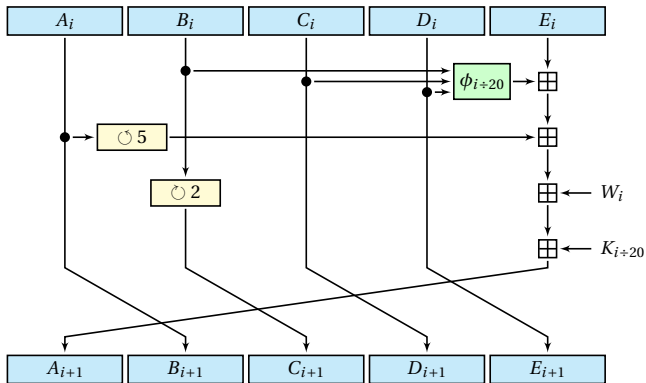 A_i B_i C_i D_i E_i
ϕ_{i÷20}
↺ 5
↻ 2
W_i
K_{i÷20}
A_{i+1} B_{i+1} C_{i+1} D_{i+1} E_{i+1}